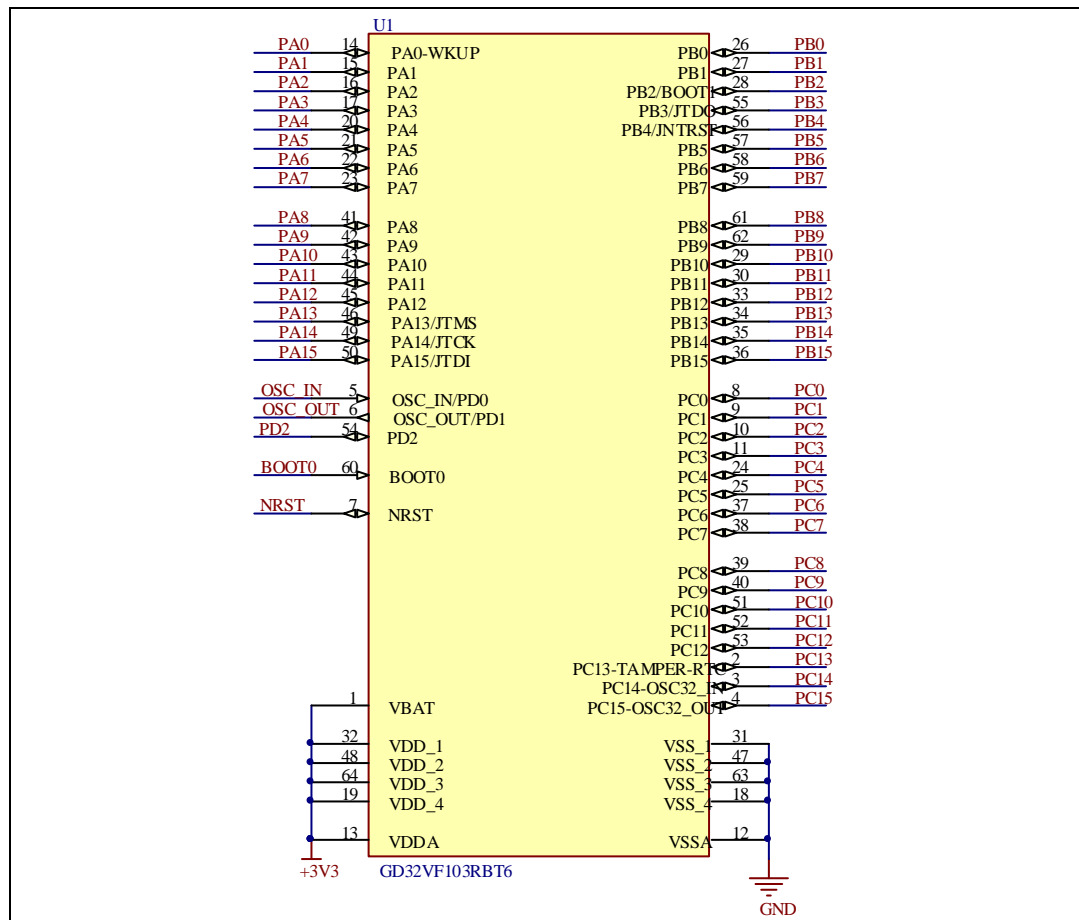 U1
PA0 14 PA0-WKUP PB0 26 PB0
PA1 15 PA1 PB1 27 PB1
PA2 16 PA2 PB2/BOOT1 28 PB2
PA3 17 PA3 PB3/JTDO 55 PB3
PA4 20 PA4 PB4/JNTRST 56 PB4
PA5 21 PA5 PB5 57 PB5
PA6 22 PA6 PB6 58 PB6
PA7 23 PA7 PB7 59 PB7
PA8 41 PA8 PB8 61 PB8
PA9 42 PA9 PB9 62 PB9
PA10 43 PA10 PB10 29 PB10
PA11 44 PA11 PB11 30 PB11
PA12 45 PA12 PB12 33 PB12
PA13 46 PA13/JTMS PB13 34 PB13
PA14 49 PA14/JTCK PB14 35 PB14
PA15 50 PA15/JTDI PB15 36 PB15
OSC_IN 5 OSC_IN/PD0 PC0 8 PC0
OSC_OUT 6 OSC_OUT/PD1 PC1 9 PC1
PD2 54 PD2 PC2 10 PC2
PC3 11 PC3
BOOT0 60 BOOT0 PC4 24 PC4
PC5 25 PC5
NRST 7 NRST PC6 37 PC6
PC7 38 PC7
PC8 39 PC8
PC9 40 PC9
PC10 51 PC10
PC11 52 PC11
PC12 53 PC12
PC13-TAMPER-RTC 2 PC13
PC14-OSC32_IN 3 PC14
1 VBAT PC15-OSC32_OUT 4 PC15
32 VDD_1 VSS_1 31
48 VDD_2 VSS_2 47
64 VDD_3 VSS_3 63
19 VDD_4 VSS_4 18
13 VDDA VSSA 12
+3V3 GD32VF103RBT6
GND